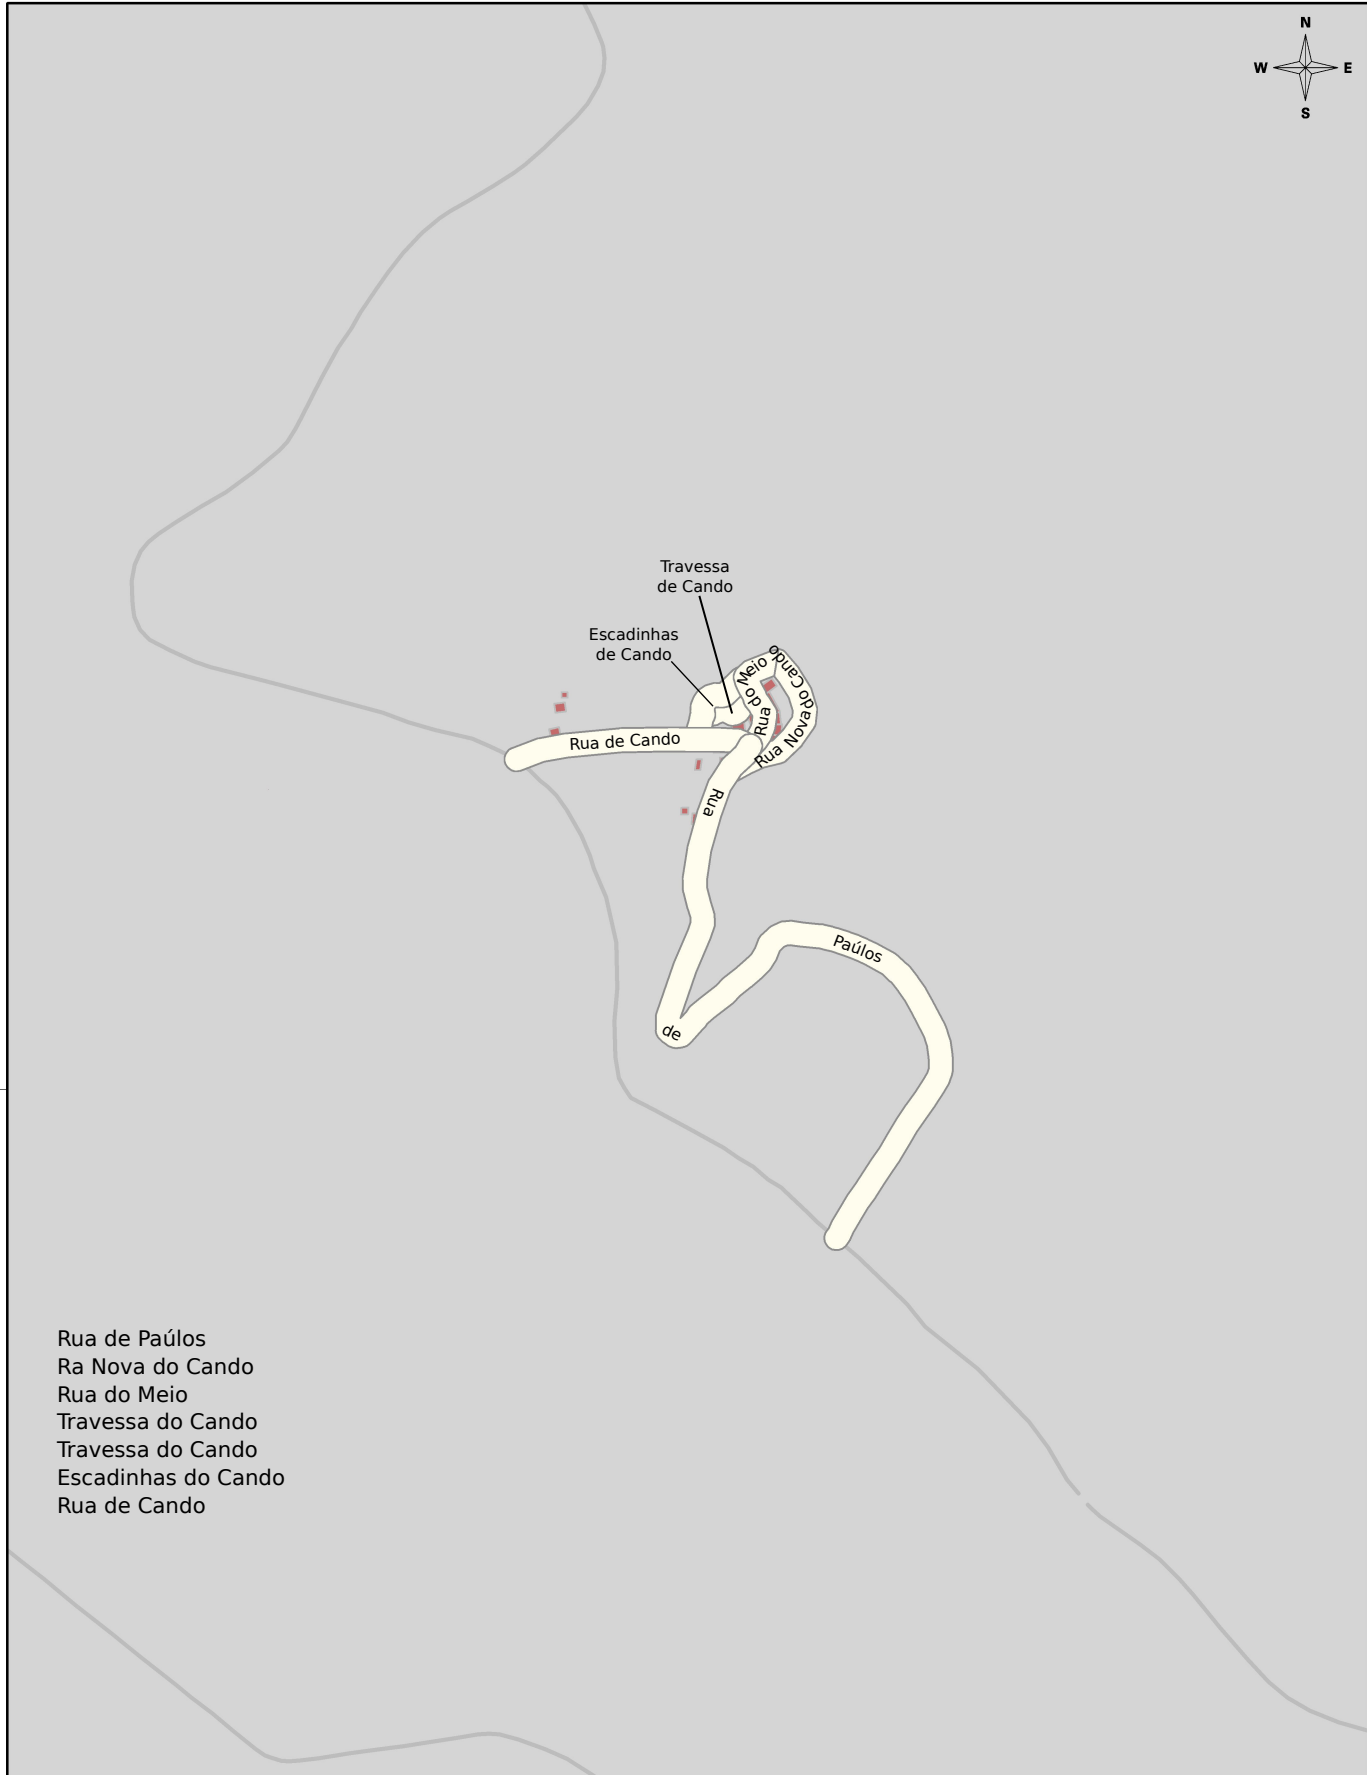 N
W E
S
Travessa
de Cando
Escadinhas
de Cando
Rua do Meio
Rua Nova do Cando
Rua de Cando
Rua de Paúlos
Rua de Paúlos
Ra Nova do Cando
Rua do Meio
Travessa do Cando
Travessa do Cando
Escadinhas do Cando
Rua de Cando